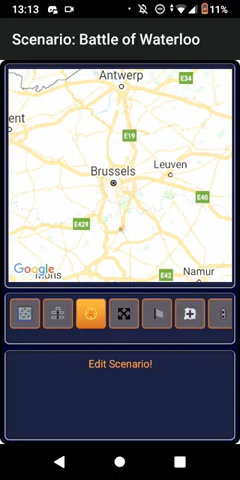 13:13
11%
Scenario: Battle of Waterloo
Antwerp
E34
ent
E19
Brussels
Leuven
E40
E429
Google
Mons
Namur
E42
Edit Scenario!